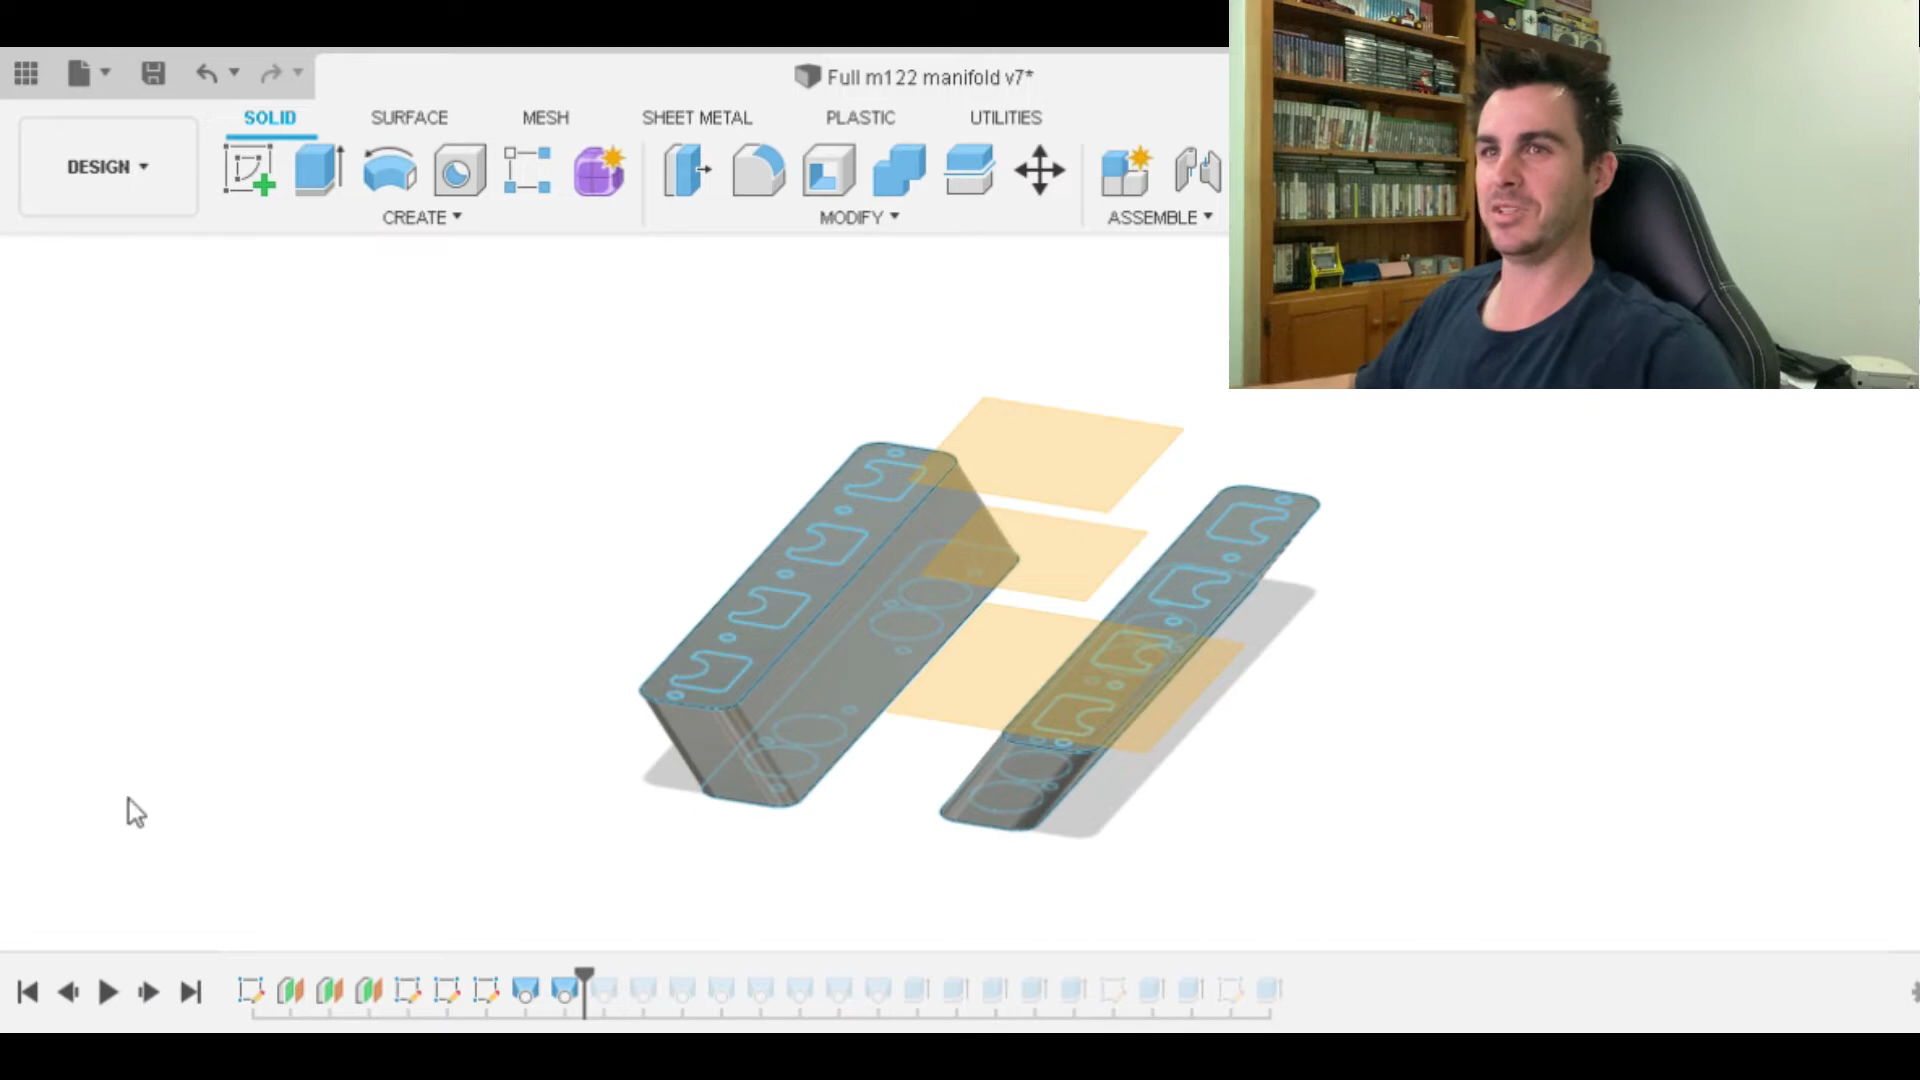 Full m122 manifold v7*
SOLID SURFACE MESH SHEET METAL PLASTIC UTILITIES
DESIGN
CREATE MODIFY ASSEMBLE